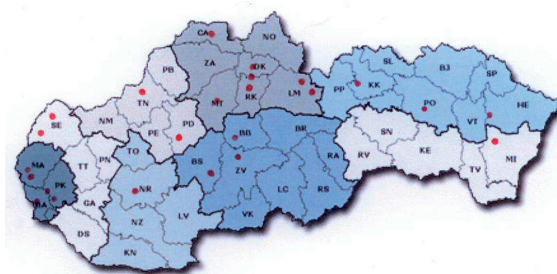 CA NO
ZA DK
PB
MT RK LM
TN
NM PE PD
SE
PP KK SL BJ SP
PO VT HE
MA PK
TT PN
GA
DS
TO
NR
NZ
KN
LV
BB BR
BS ZV
VK LC RS
RA
RV SN KE
TV MI